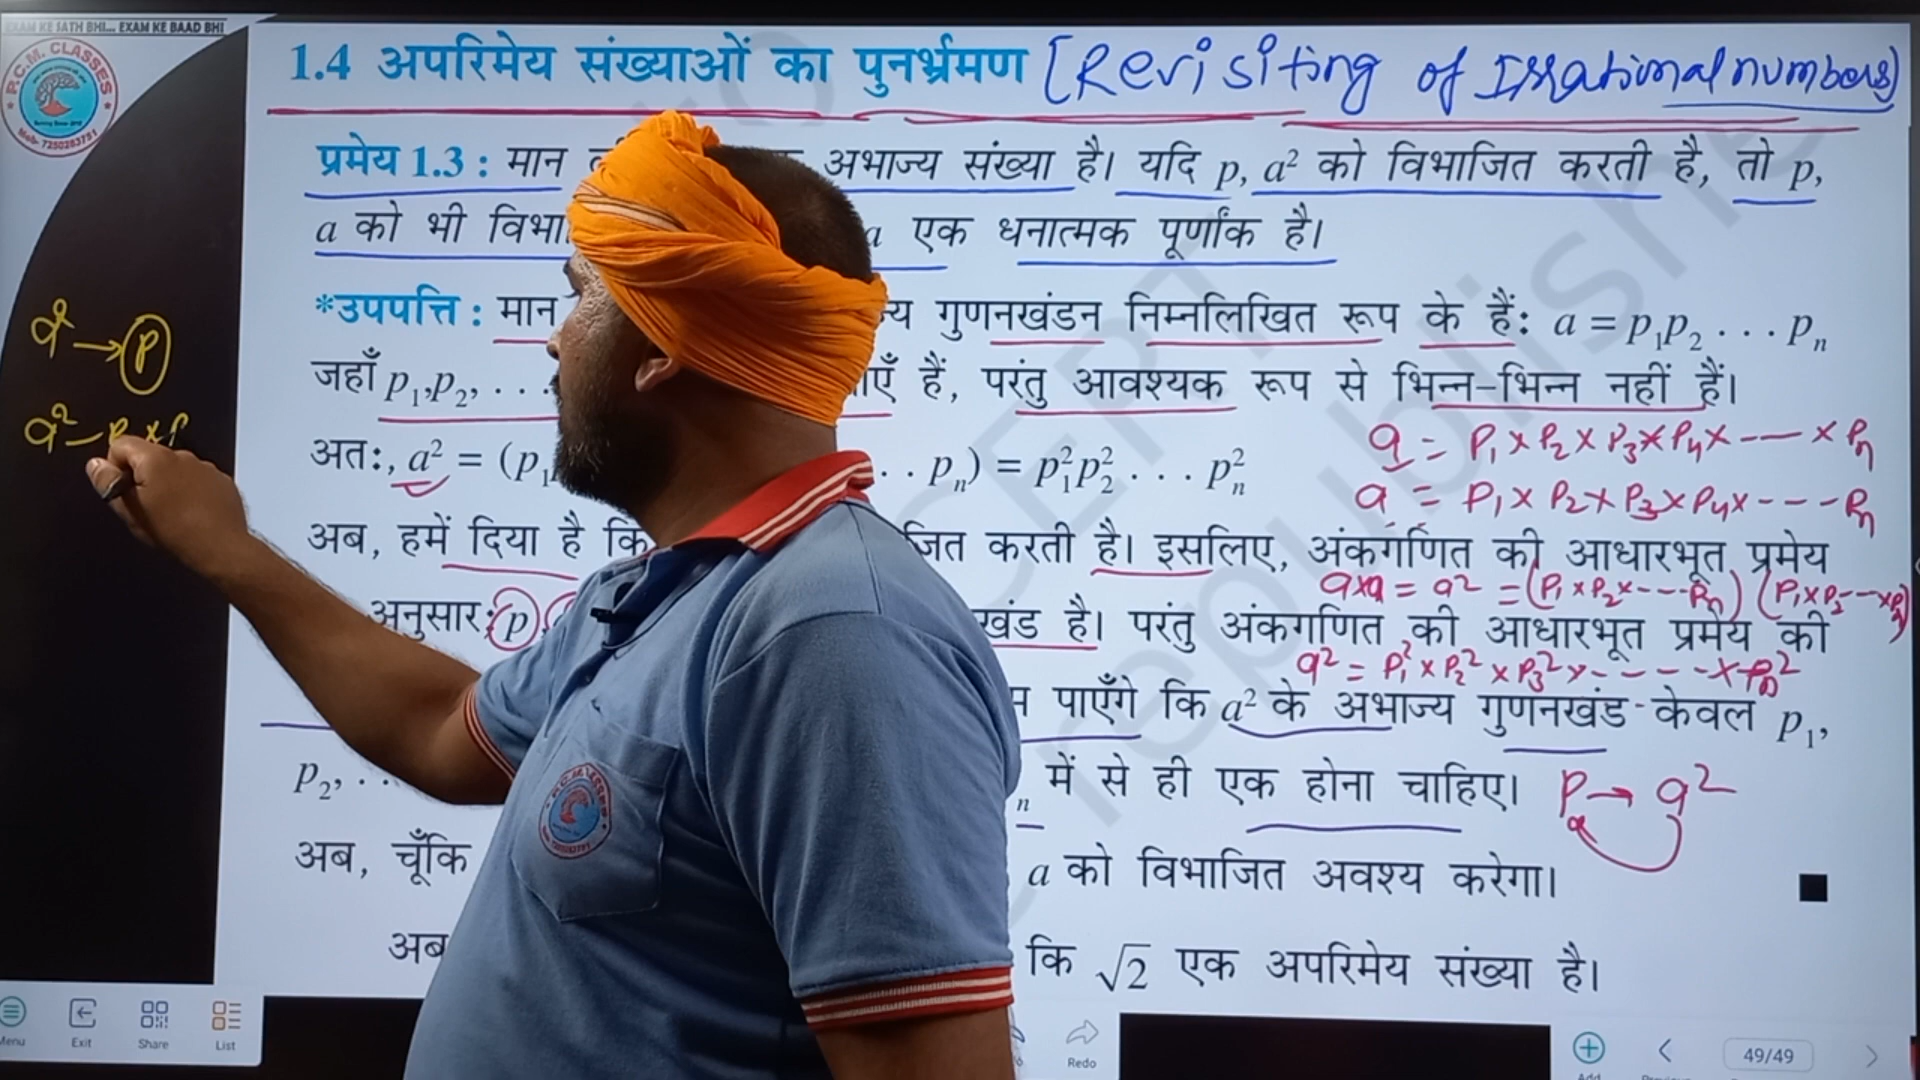 EXAM KE SATH BHI... EXAM KE BAAD BHI
P.C.M. CLASSES
1.4 अपरिमेय संख्याओं का पुनर्भ्रमण [Revisiting of Irrational numbers]
प्रमेय 1.3 : मान अभाज्य संख्या है। यदि p, a² को विभाजित करती है, तो p,
a को भी a एक धनात्मक पूर्णांक है।
*उपपत्ति : मान गुणनखंडन निम्नलिखित रूप के हैं: a = p₁p₂ . . . pₙ
जहाँ p₁,p₂, . . . हैं, परंतु आवश्यक रूप से भिन्न-भिन्न नहीं हैं।
a = P₁ × P₂ × P₃ × P₄ × - - - × Pₙ
अतः, a² = (p₁ . . pₙ) = p₁²p₂² . . . pₙ²
a = P₁ × P₂ × P₃ × P₄ × - - - - Pₙ
अब, हमें दिया है कि करती है। इसलिए, अंकगणित की आधारभूत प्रमेय
a×a = a² = (P₁ × P₂ × - - - Pₙ) (P₁ × P₂ - - - × Pₙ)
अनुसार; p है। परंतु अंकगणित की आधारभूत प्रमेय की
a² = P₁² × P₂² × P₃² × - - - - - × Pₙ²
पाएँगे कि a² के अभाज्य गुणनखंड केवल p₁,
p₂, . . ₙ में से ही एक होना चाहिए। P → a²
अब, चूँकि a को विभाजित अवश्य करेगा। ■
अब कि √2 एक अपरिमेय संख्या है।
a → P
a² –
Menu Exit Share List Redo Add 49/49